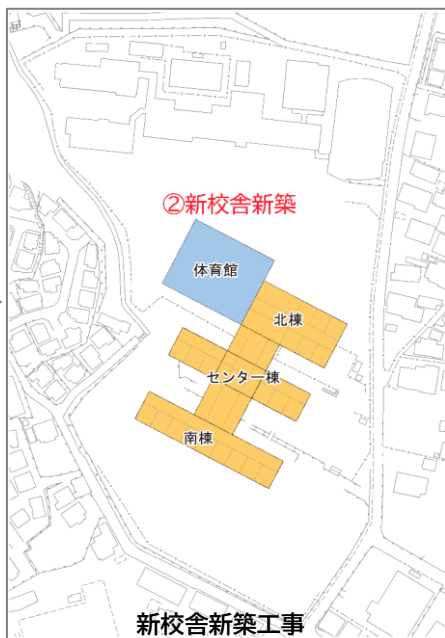 ②新校舎新築
体育館
北棟
センター棟
南棟
新校舎新築工事